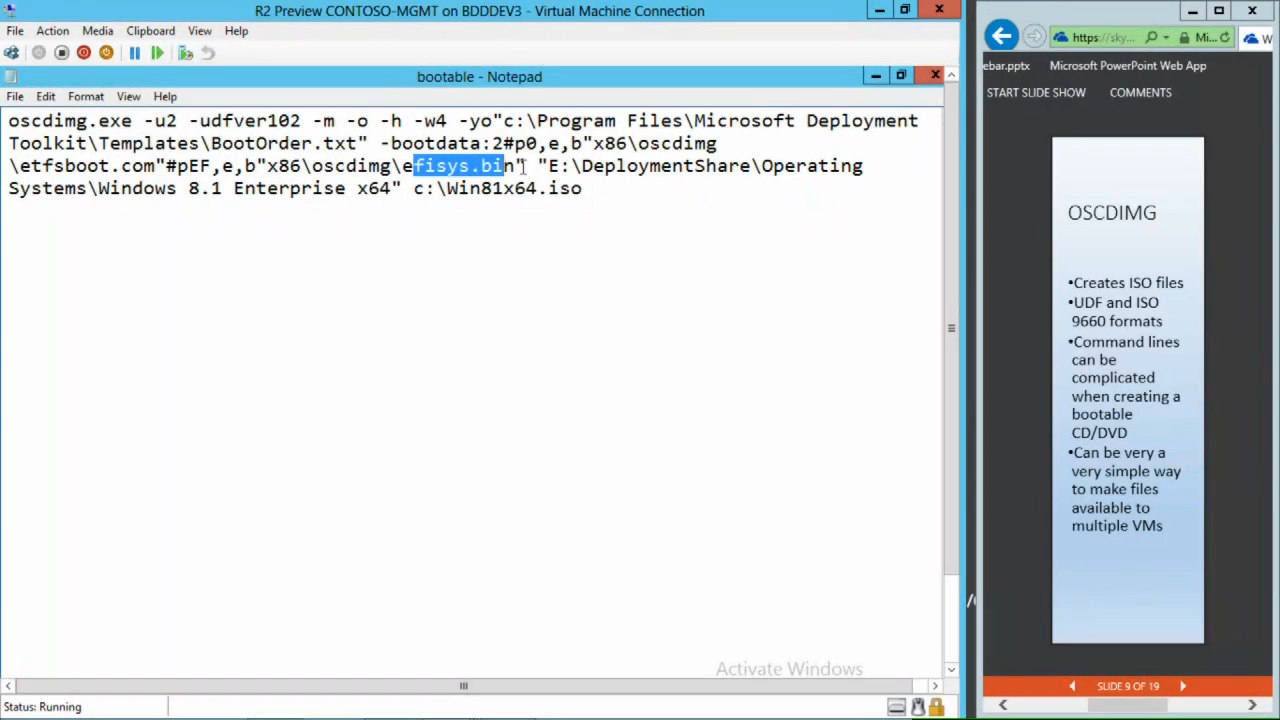 R2 Preview CONTOSO-MGMT on BDDDEV3 - Virtual Machine Connection
File Action Media Clipboard View Help
bootable - Notepad
File Edit Format View Help
oscdimg.exe -u2 -udfver102 -m -o -h -w4 -yo"c:\Program Files\Microsoft Deployment
Toolkit\Templates\BootOrder.txt" -bootdata:2#p0,e,b"x86\oscdimg
\etfsboot.com"#pEF,e,b"x86\oscdimg\efisys.bin" "E:\DeploymentShare\Operating
Systems\Windows 8.1 Enterprise x64" c:\Win81x64.iso
Activate Windows
Status: Running
https://sky... Mi... W
ebar.pptx Microsoft PowerPoint Web App
START SLIDE SHOW COMMENTS
OSCDIMG
•Creates ISO files
•UDF and ISO
9660 formats
•Command lines
can be
complicated
when creating a
bootable
CD/DVD
•Can be very a
very simple way
to make files
available to
multiple VMs
SLIDE 9 OF 19